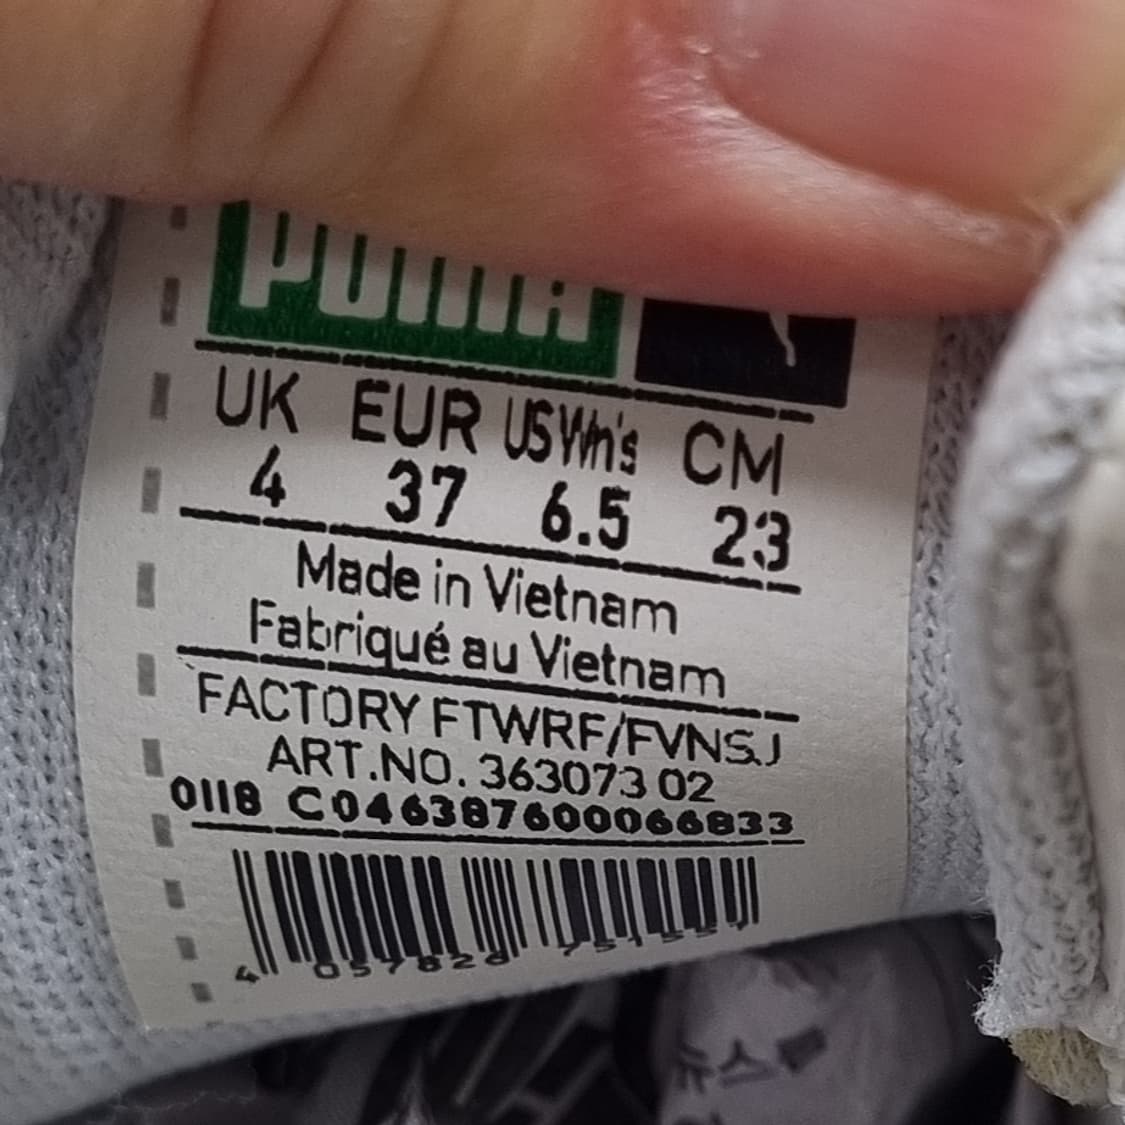 PUMA
UK EUR US Wn's CM
4 37 6.5 23
Made in Vietnam
Fabriqué au Vietnam
FACTORY FTWRF/FVNSJ
ART.NO. 363073 02
0118 C0463876000066833